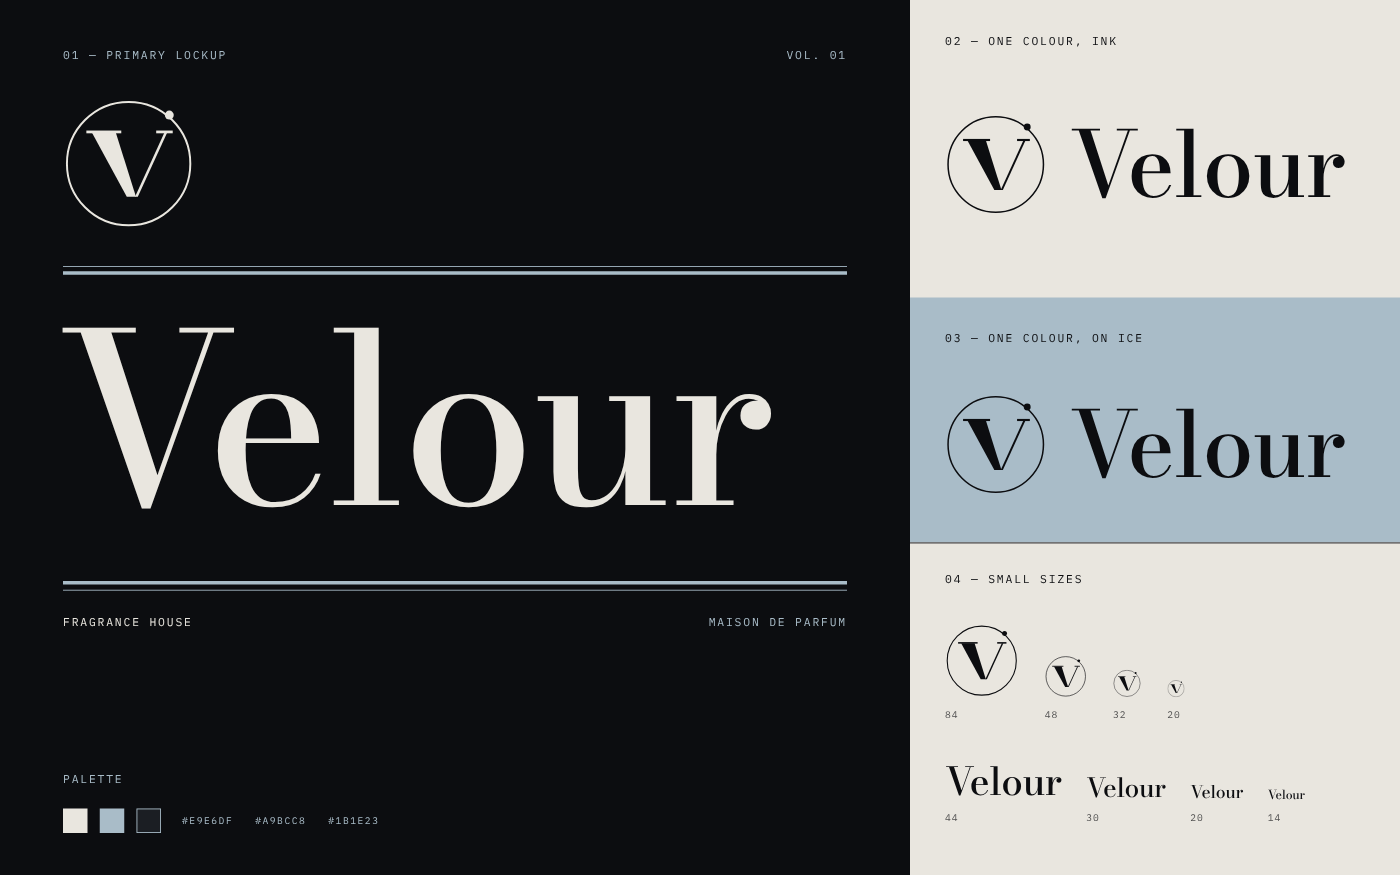 01 — PRIMARY LOCKUP
VOL. 01
V
Velour
FRAGRANCE HOUSE
MAISON DE PARFUM
PALETTE
#E9E6DF #A9BCC8 #1B1E23
02 — ONE COLOUR, INK
V Velour
03 — ONE COLOUR, ON ICE
V Velour
04 — SMALL SIZES
V V V V
84 48 32 20
Velour Velour Velour Velour
44 30 20 14